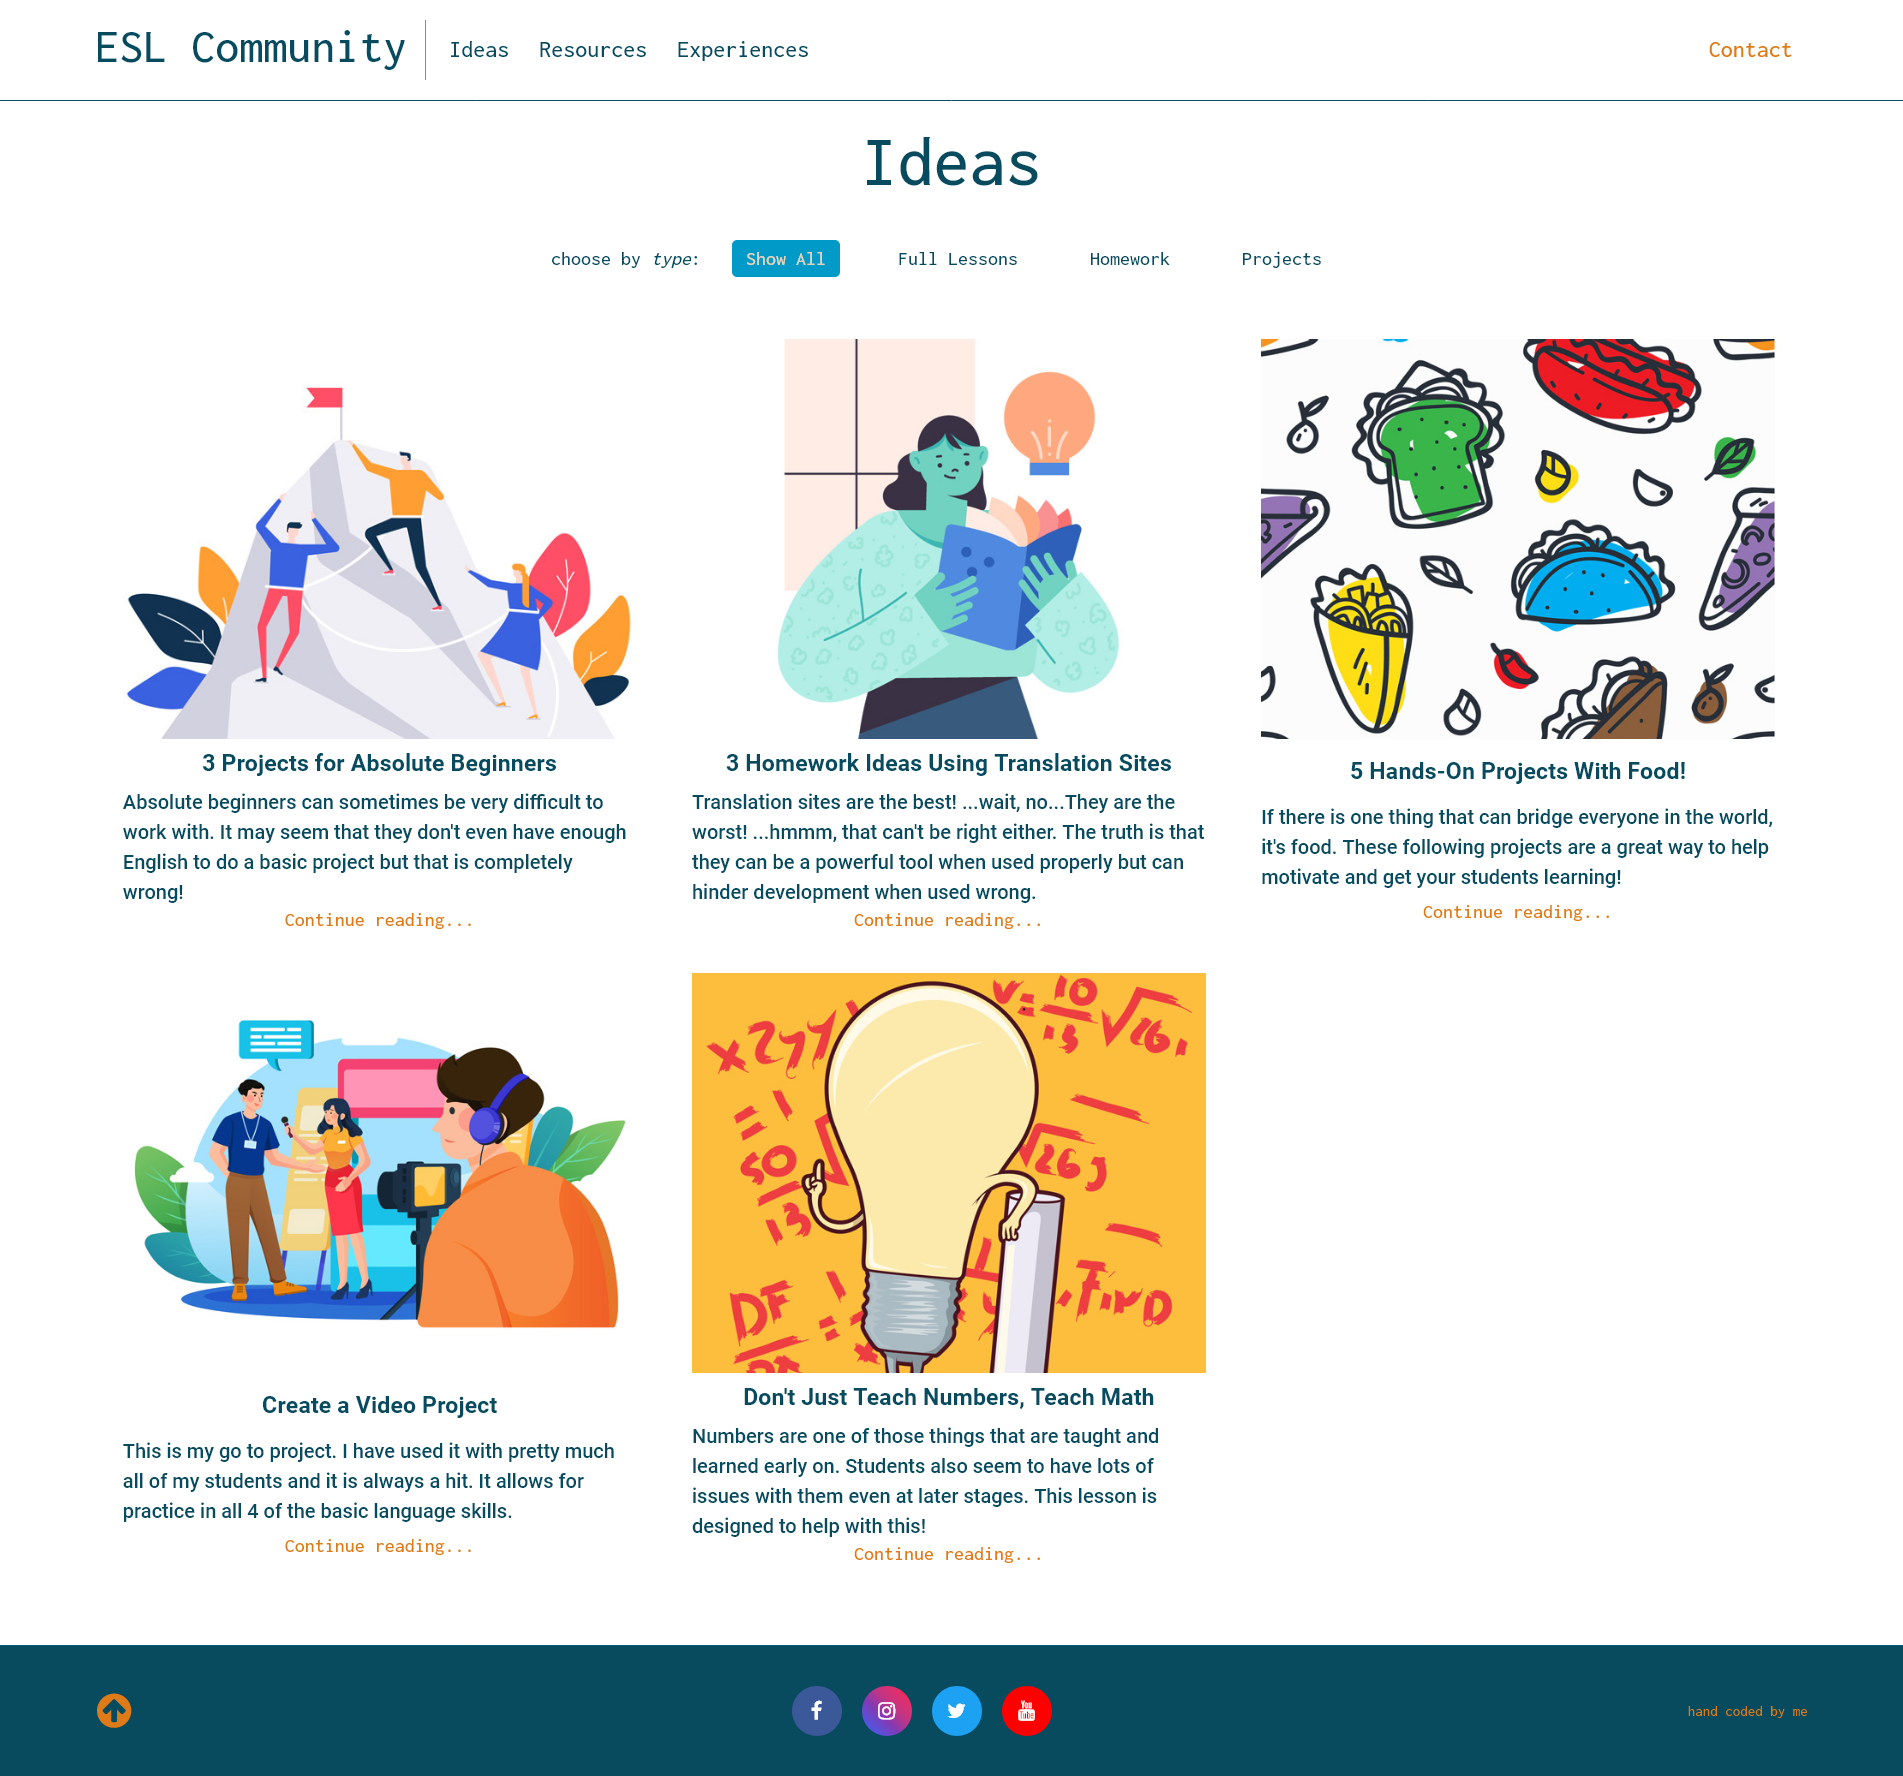 ESL Community
Ideas Resources Experiences
Contact
Ideas
choose by type: Show All Full Lessons Homework Projects
3 Projects for Absolute Beginners
Absolute beginners can sometimes be very difficult to
work with. It may seem that they don't even have enough
English to do a basic project but that is completely
wrong!
Continue reading...
3 Homework Ideas Using Translation Sites
Translation sites are the best! ...wait, no...They are the
worst! ...hmmm, that can't be right either. The truth is that
they can be a powerful tool when used properly but can
hinder development when used wrong.
Continue reading...
5 Hands-On Projects With Food!
If there is one thing that can bridge everyone in the world,
it's food. These following projects are a great way to help
motivate and get your students learning!
Continue reading...
Create a Video Project
This is my go to project. I have used it with pretty much
all of my students and it is always a hit. It allows for
practice in all 4 of the basic language skills.
Continue reading...
Don't Just Teach Numbers, Teach Math
Numbers are one of those things that are taught and
learned early on. Students also seem to have lots of
issues with them even at later stages. This lesson is
designed to help with this!
Continue reading...
You
Tube
hand coded by me